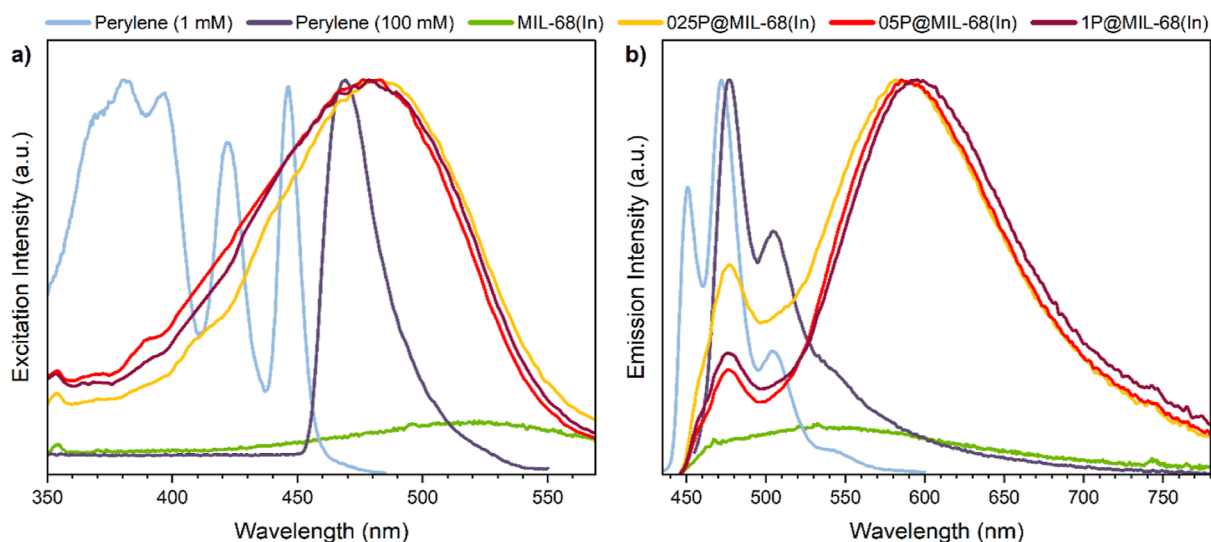 Perylene (1 mM) Perylene (100 mM) MIL-68(In) 025P@MIL-68(In) 05P@MIL-68(In) 1P@MIL-68(In)
a)
Excitation Intensity (a.u.)
350 400 450 500 550
Wavelength (nm)
b)
Emission Intensity (a.u.)
450 500 550 600 650 700 750
Wavelength (nm)